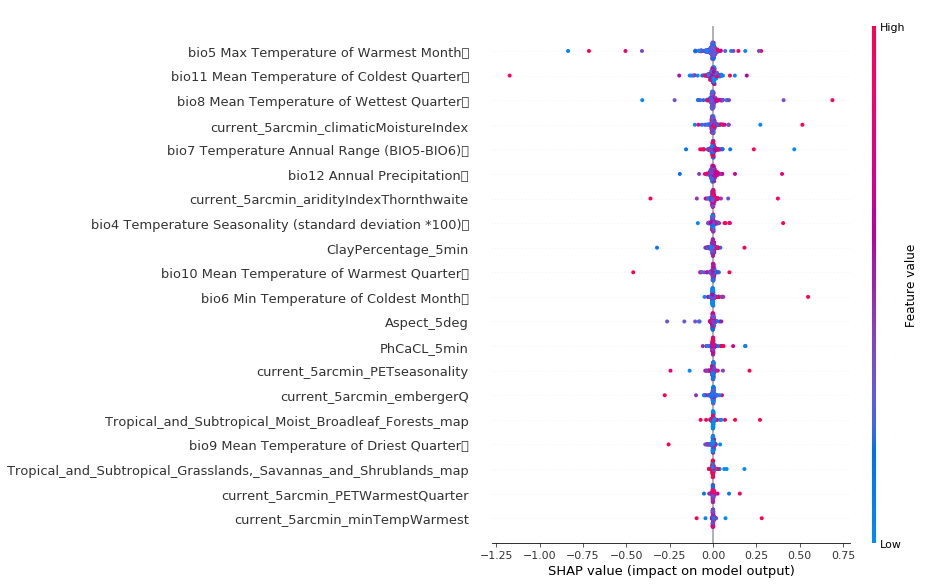 High
bio5 Max Temperature of Warmest Month
bio11 Mean Temperature of Coldest Quarter
bio8 Mean Temperature of Wettest Quarter
current_5arcmin_climaticMoistureIndex
bio7 Temperature Annual Range (BIO5-BIO6)
bio12 Annual Precipitation
current_5arcmin_aridityIndexThornthwaite
bio4 Temperature Seasonality (standard deviation *100)
ClayPercentage_5min
bio10 Mean Temperature of Warmest Quarter
bio6 Min Temperature of Coldest Month
Aspect_5deg
PhCaCL_5min
current_5arcmin_PETseasonality
current_5arcmin_embergerQ
Tropical_and_Subtropical_Moist_Broadleaf_Forests_map
bio9 Mean Temperature of Driest Quarter
Tropical_and_Subtropical_Grasslands,_Savannas_and_Shrublands_map
current_5arcmin_PETWarmestQuarter
current_5arcmin_minTempWarmest
Feature value
Low
−1.25 −1.00 −0.75 −0.50 −0.25 0.00 0.25 0.50 0.75
SHAP value (impact on model output)